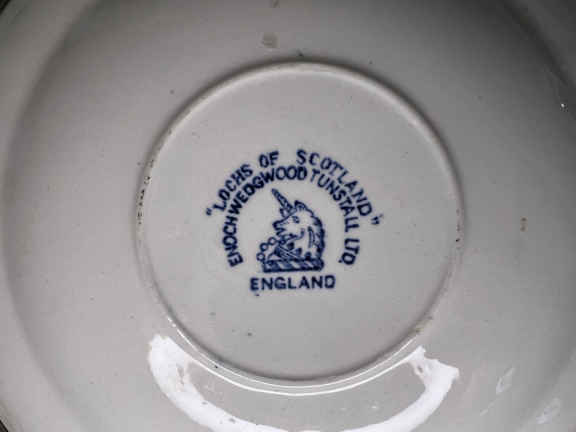 "LOCHS OF SCOTLAND"
ENOCH WEDGWOOD TUNSTALL LTD.
ENGLAND